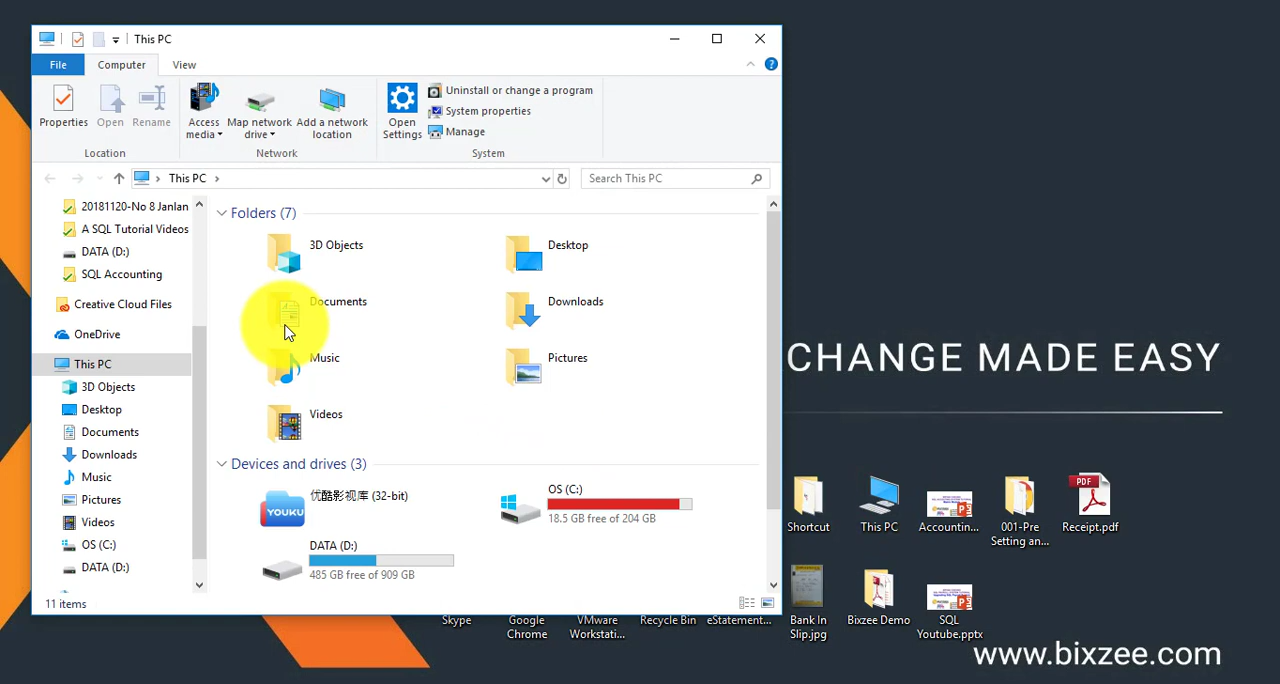 This PC
File
Computer
View
Properties
Open
Rename
Location
Access media
Map network drive
Add a network location
Network
Open Settings
Uninstall or change a program
System properties
Manage
System
This PC
Search This PC
20181120-No 8 Janlan
A SQL Tutorial Videos
DATA (D:)
SQL Accounting
Creative Cloud Files
OneDrive
This PC
3D Objects
Desktop
Documents
Downloads
Music
Pictures
Videos
OS (C:)
DATA (D:)
Folders (7)
3D Objects
Desktop
Documents
Downloads
Music
Pictures
Videos
Devices and drives (3)
YOUKU
优酷影视库 (32-bit)
OS (C:)
18.5 GB free of 204 GB
DATA (D:)
485 GB free of 909 GB
11 items
CHANGE MADE EASY
Shortcut
This PC
Accountin...
001-Pre
Setting an...
PDF
Receipt.pdf
Skype
Google
Chrome
VMware
Workstati...
Recycle Bin
eStatement...
Bank In
Slip.jpg
Bixzee Demo
SQL
Youtube.pptx
www.bixzee.com